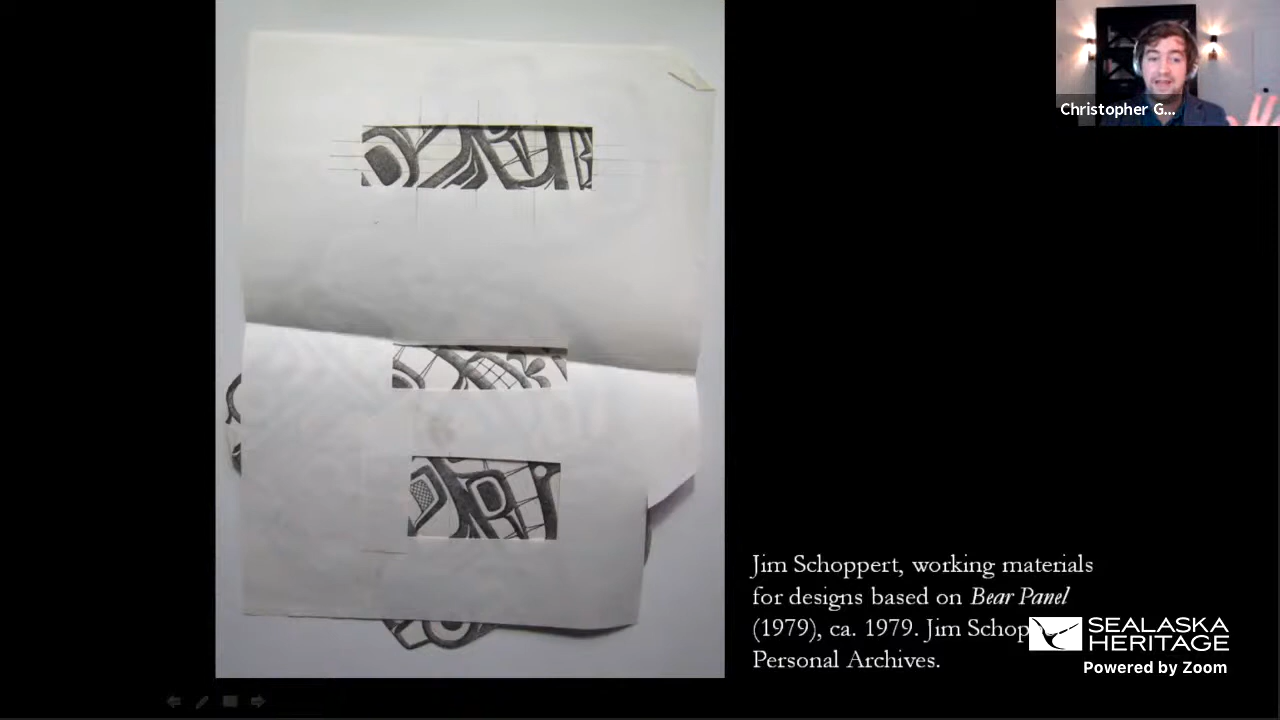 Christopher G...
Jim Schoppert, working materials
for designs based on Bear Panel
(1979), ca. 1979. Jim Schop
Personal Archives.
SEALASKA
HERITAGE
Powered by Zoom